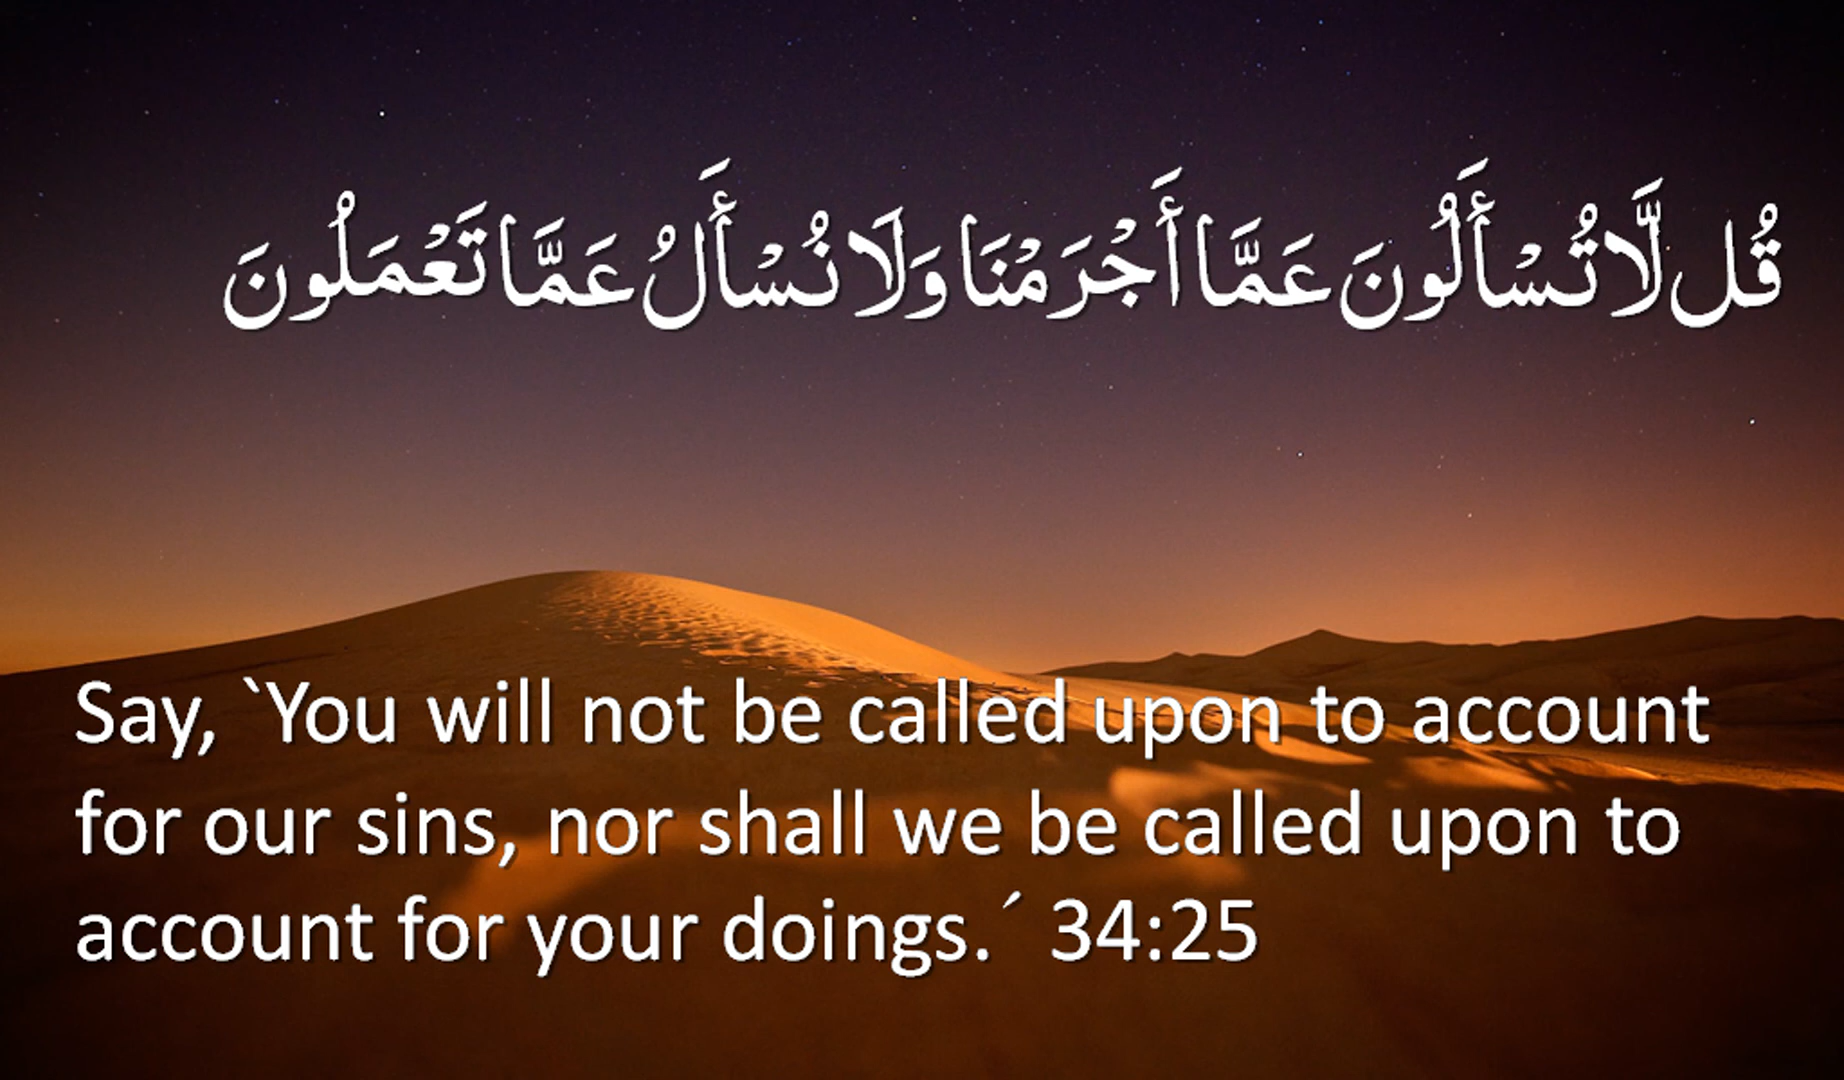 قُل لَّا تُسْأَلُونَ عَمَّا أَجْرَمْنَا وَلَا نُسْأَلُ عَمَّا تَعْمَلُونَ
Say, `You will not be called upon to account
for our sins, nor shall we be called upon to
account for your doings.´ 34:25